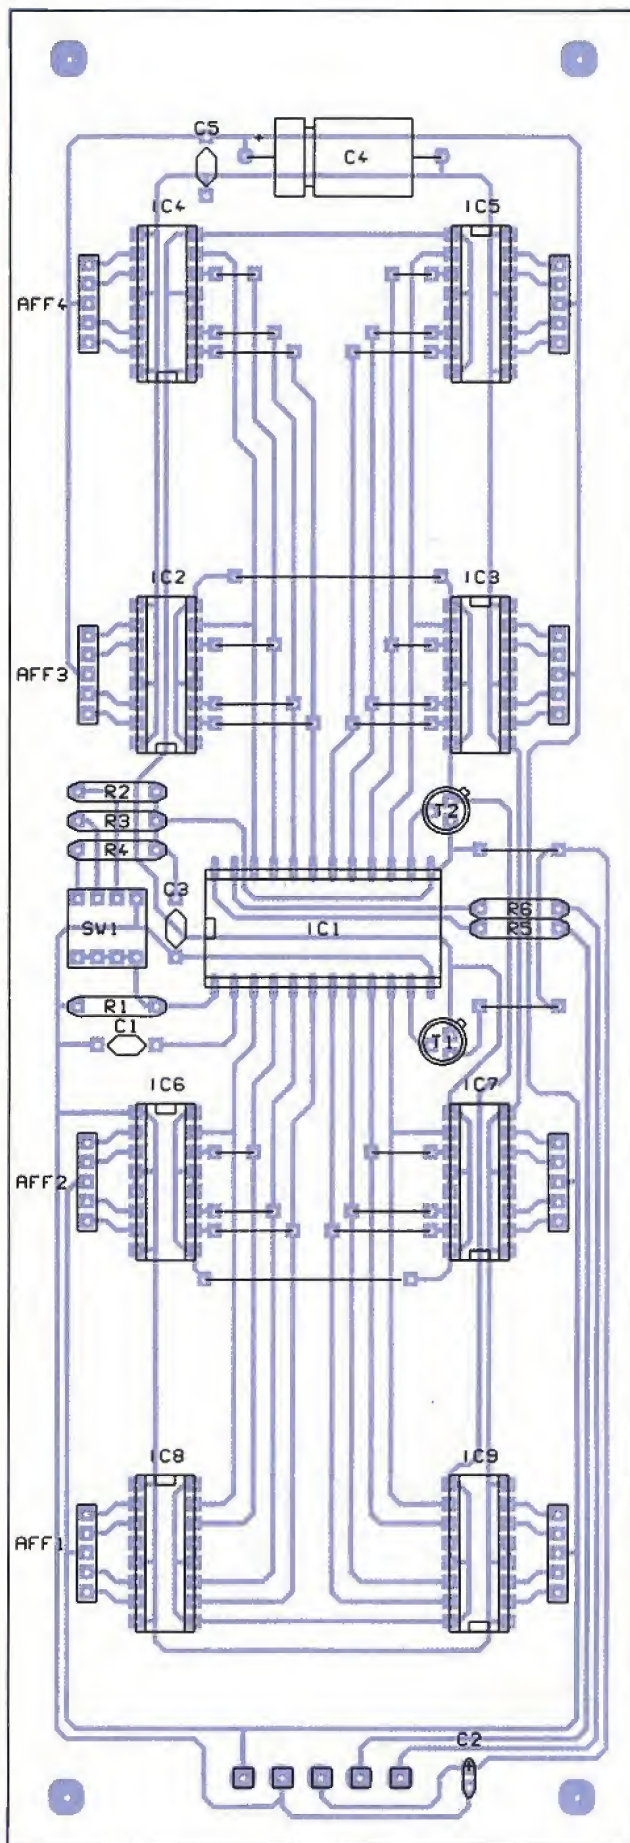 C5
+ C4
IC4 IC5
AFF4
IC2 IC3
AFF3
R2
R3 T2
R4
C3
SW1 IC1 R6
R5
R1
C1 T1
IC6 IC7
AFF2
IC8 IC9
AFF1
C2
+